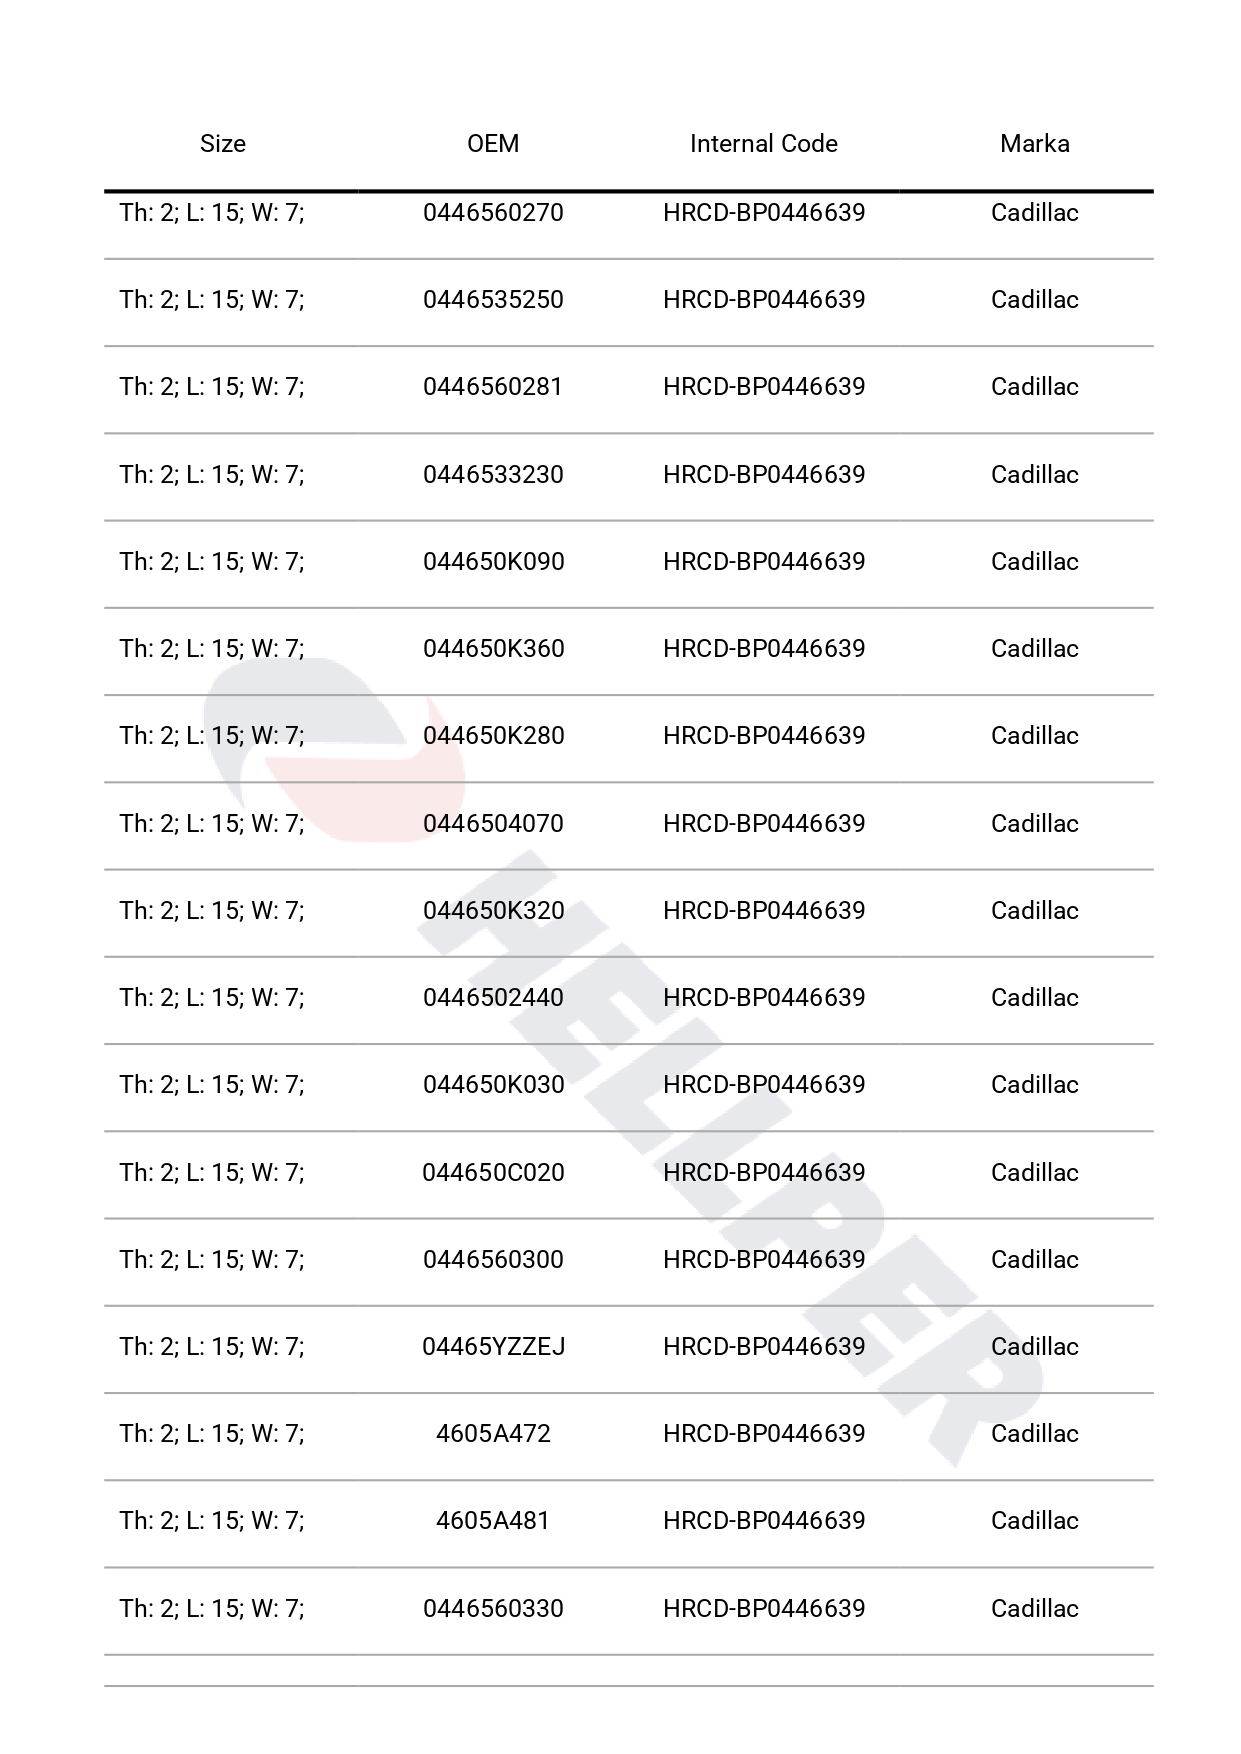 Size OEM Internal Code Marka
Th: 2; L: 15; W: 7; 0446560270 HRCD-BP0446639 Cadillac
Th: 2; L: 15; W: 7; 0446535250 HRCD-BP0446639 Cadillac
Th: 2; L: 15; W: 7; 0446560281 HRCD-BP0446639 Cadillac
Th: 2; L: 15; W: 7; 0446533230 HRCD-BP0446639 Cadillac
Th: 2; L: 15; W: 7; 044650K090 HRCD-BP0446639 Cadillac
Th: 2; L: 15; W: 7; 044650K360 HRCD-BP0446639 Cadillac
Th: 2; L: 15; W: 7; 044650K280 HRCD-BP0446639 Cadillac
Th: 2; L: 15; W: 7; 0446504070 HRCD-BP0446639 Cadillac
Th: 2; L: 15; W: 7; 044650K320 HRCD-BP0446639 Cadillac
Th: 2; L: 15; W: 7; 0446502440 HRCD-BP0446639 Cadillac
Th: 2; L: 15; W: 7; 044650K030 HRCD-BP0446639 Cadillac
Th: 2; L: 15; W: 7; 044650C020 HRCD-BP0446639 Cadillac
Th: 2; L: 15; W: 7; 0446560300 HRCD-BP0446639 Cadillac
Th: 2; L: 15; W: 7; 04465YZZEJ HRCD-BP0446639 Cadillac
Th: 2; L: 15; W: 7; 4605A472 HRCD-BP0446639 Cadillac
Th: 2; L: 15; W: 7; 4605A481 HRCD-BP0446639 Cadillac
Th: 2; L: 15; W: 7; 0446560330 HRCD-BP0446639 Cadillac
HELLPER